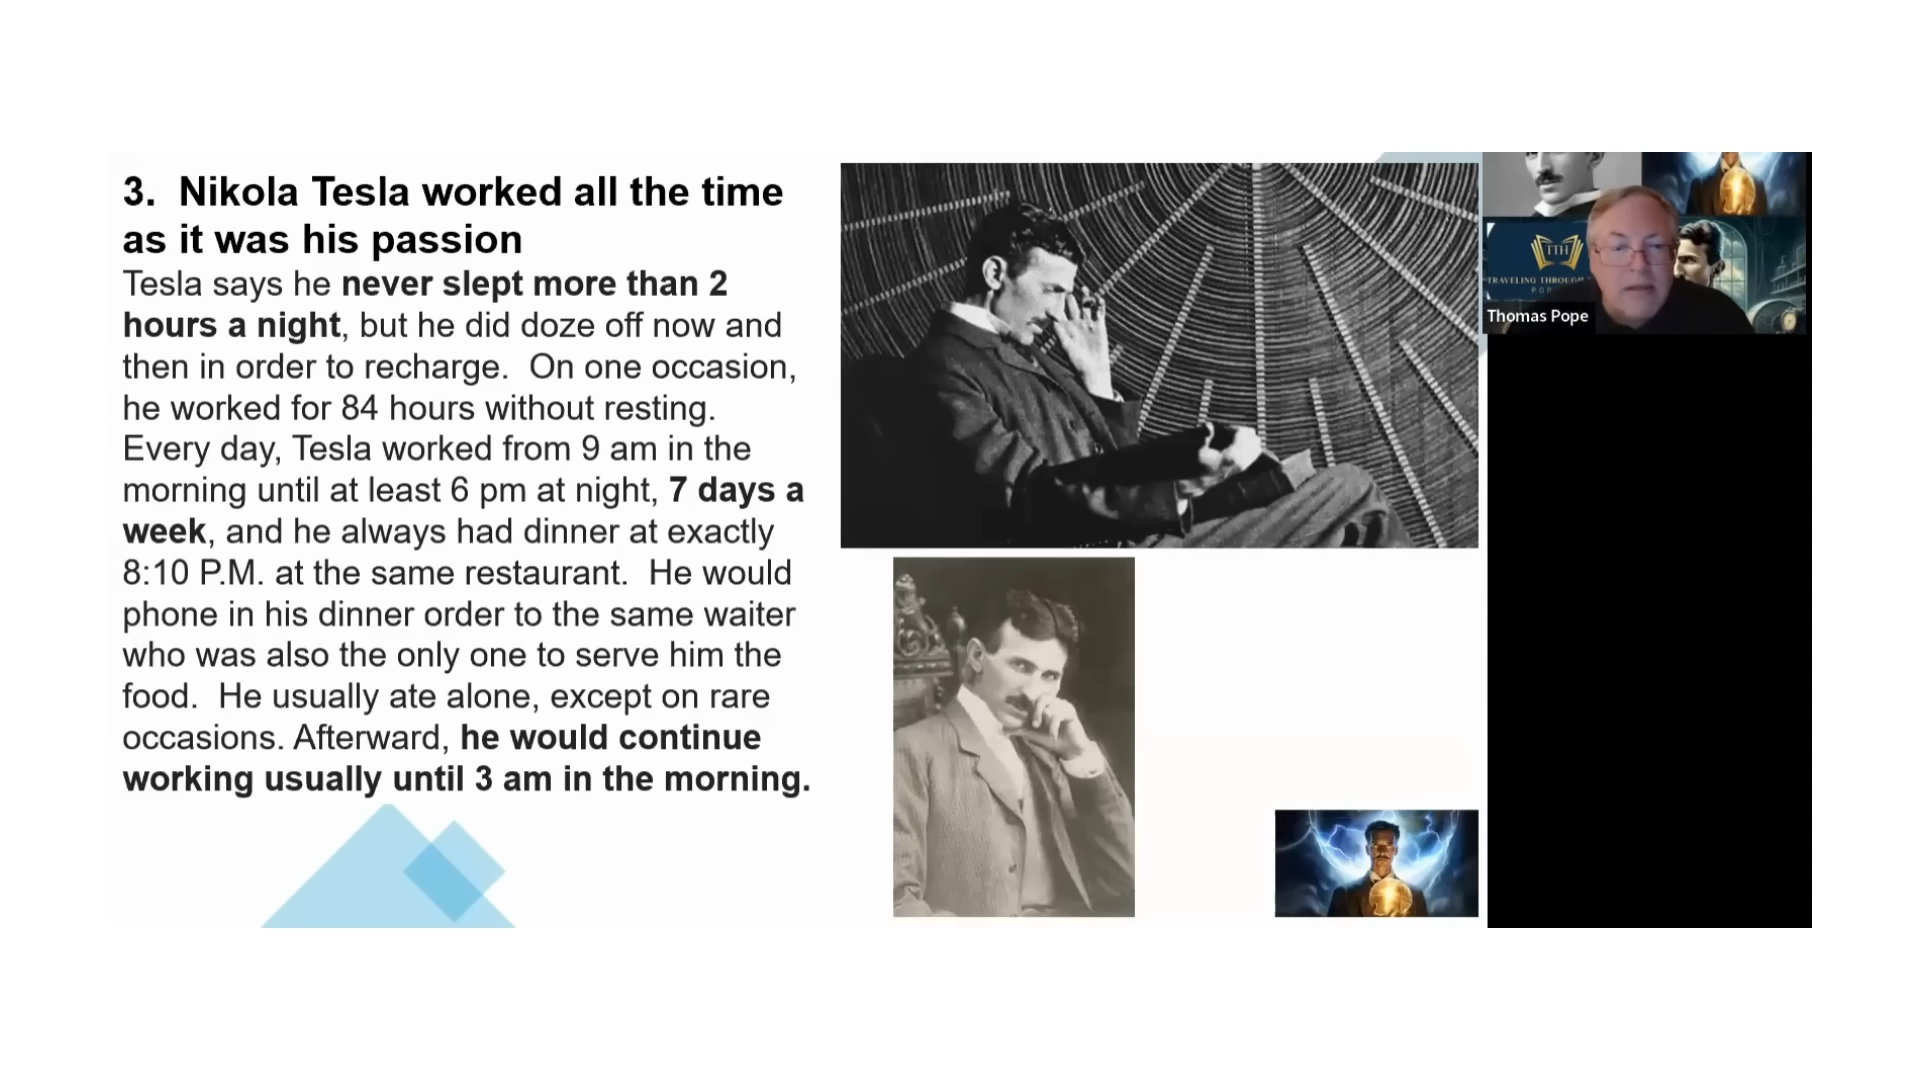 3.  Nikola Tesla worked all the time
as it was his passion
Tesla says he never slept more than 2
hours a night, but he did doze off now and
then in order to recharge.  On one occasion,
he worked for 84 hours without resting.
Every day, Tesla worked from 9 am in the
morning until at least 6 pm at night, 7 days a
week, and he always had dinner at exactly
8:10 P.M. at the same restaurant.  He would
phone in his dinner order to the same waiter
who was also the only one to serve him the
food.  He usually ate alone, except on rare
occasions. Afterward, he would continue
working usually until 3 am in the morning.
TTH
TRAVELING THROUGH
POP
Thomas Pope